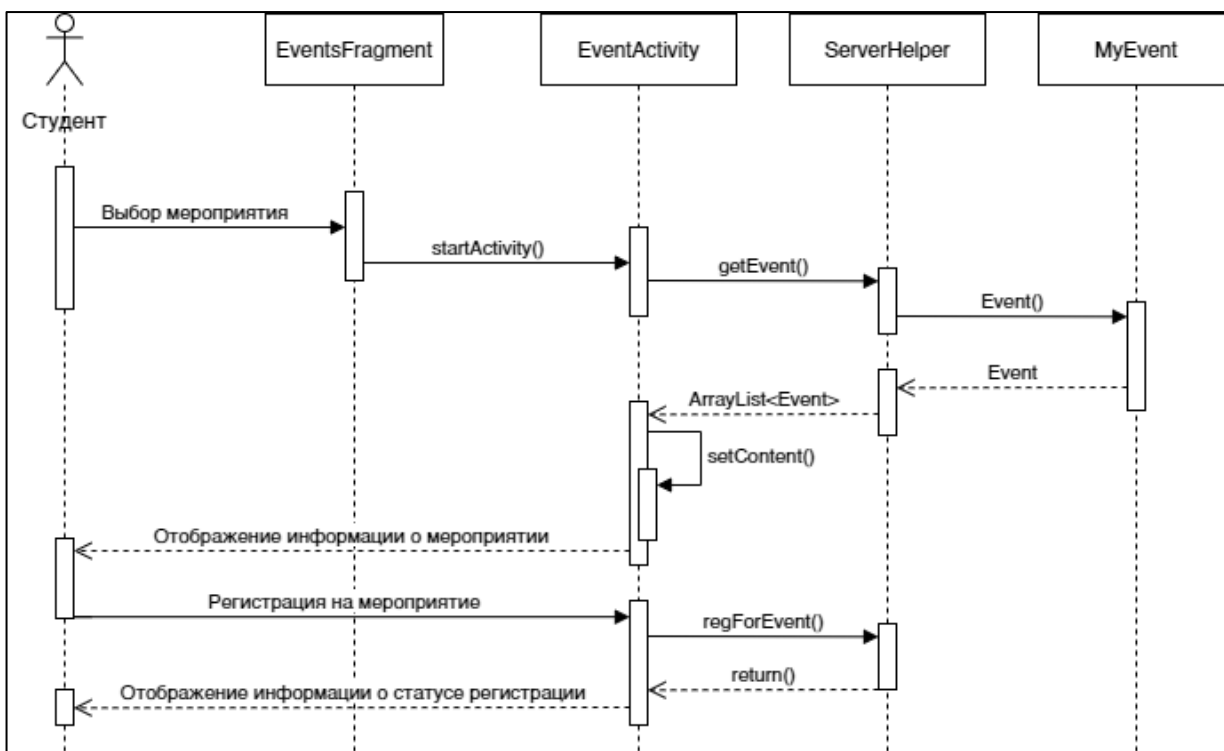 EventsFragment
EventActivity
ServerHelper
MyEvent
Студент
Выбор мероприятия
startActivity()
getEvent()
Event()
Event
ArrayList<Event>
setContent()
Отображение информации о мероприятии
Регистрация на мероприятие
regForEvent()
return()
Отображение информации о статусе регистрации